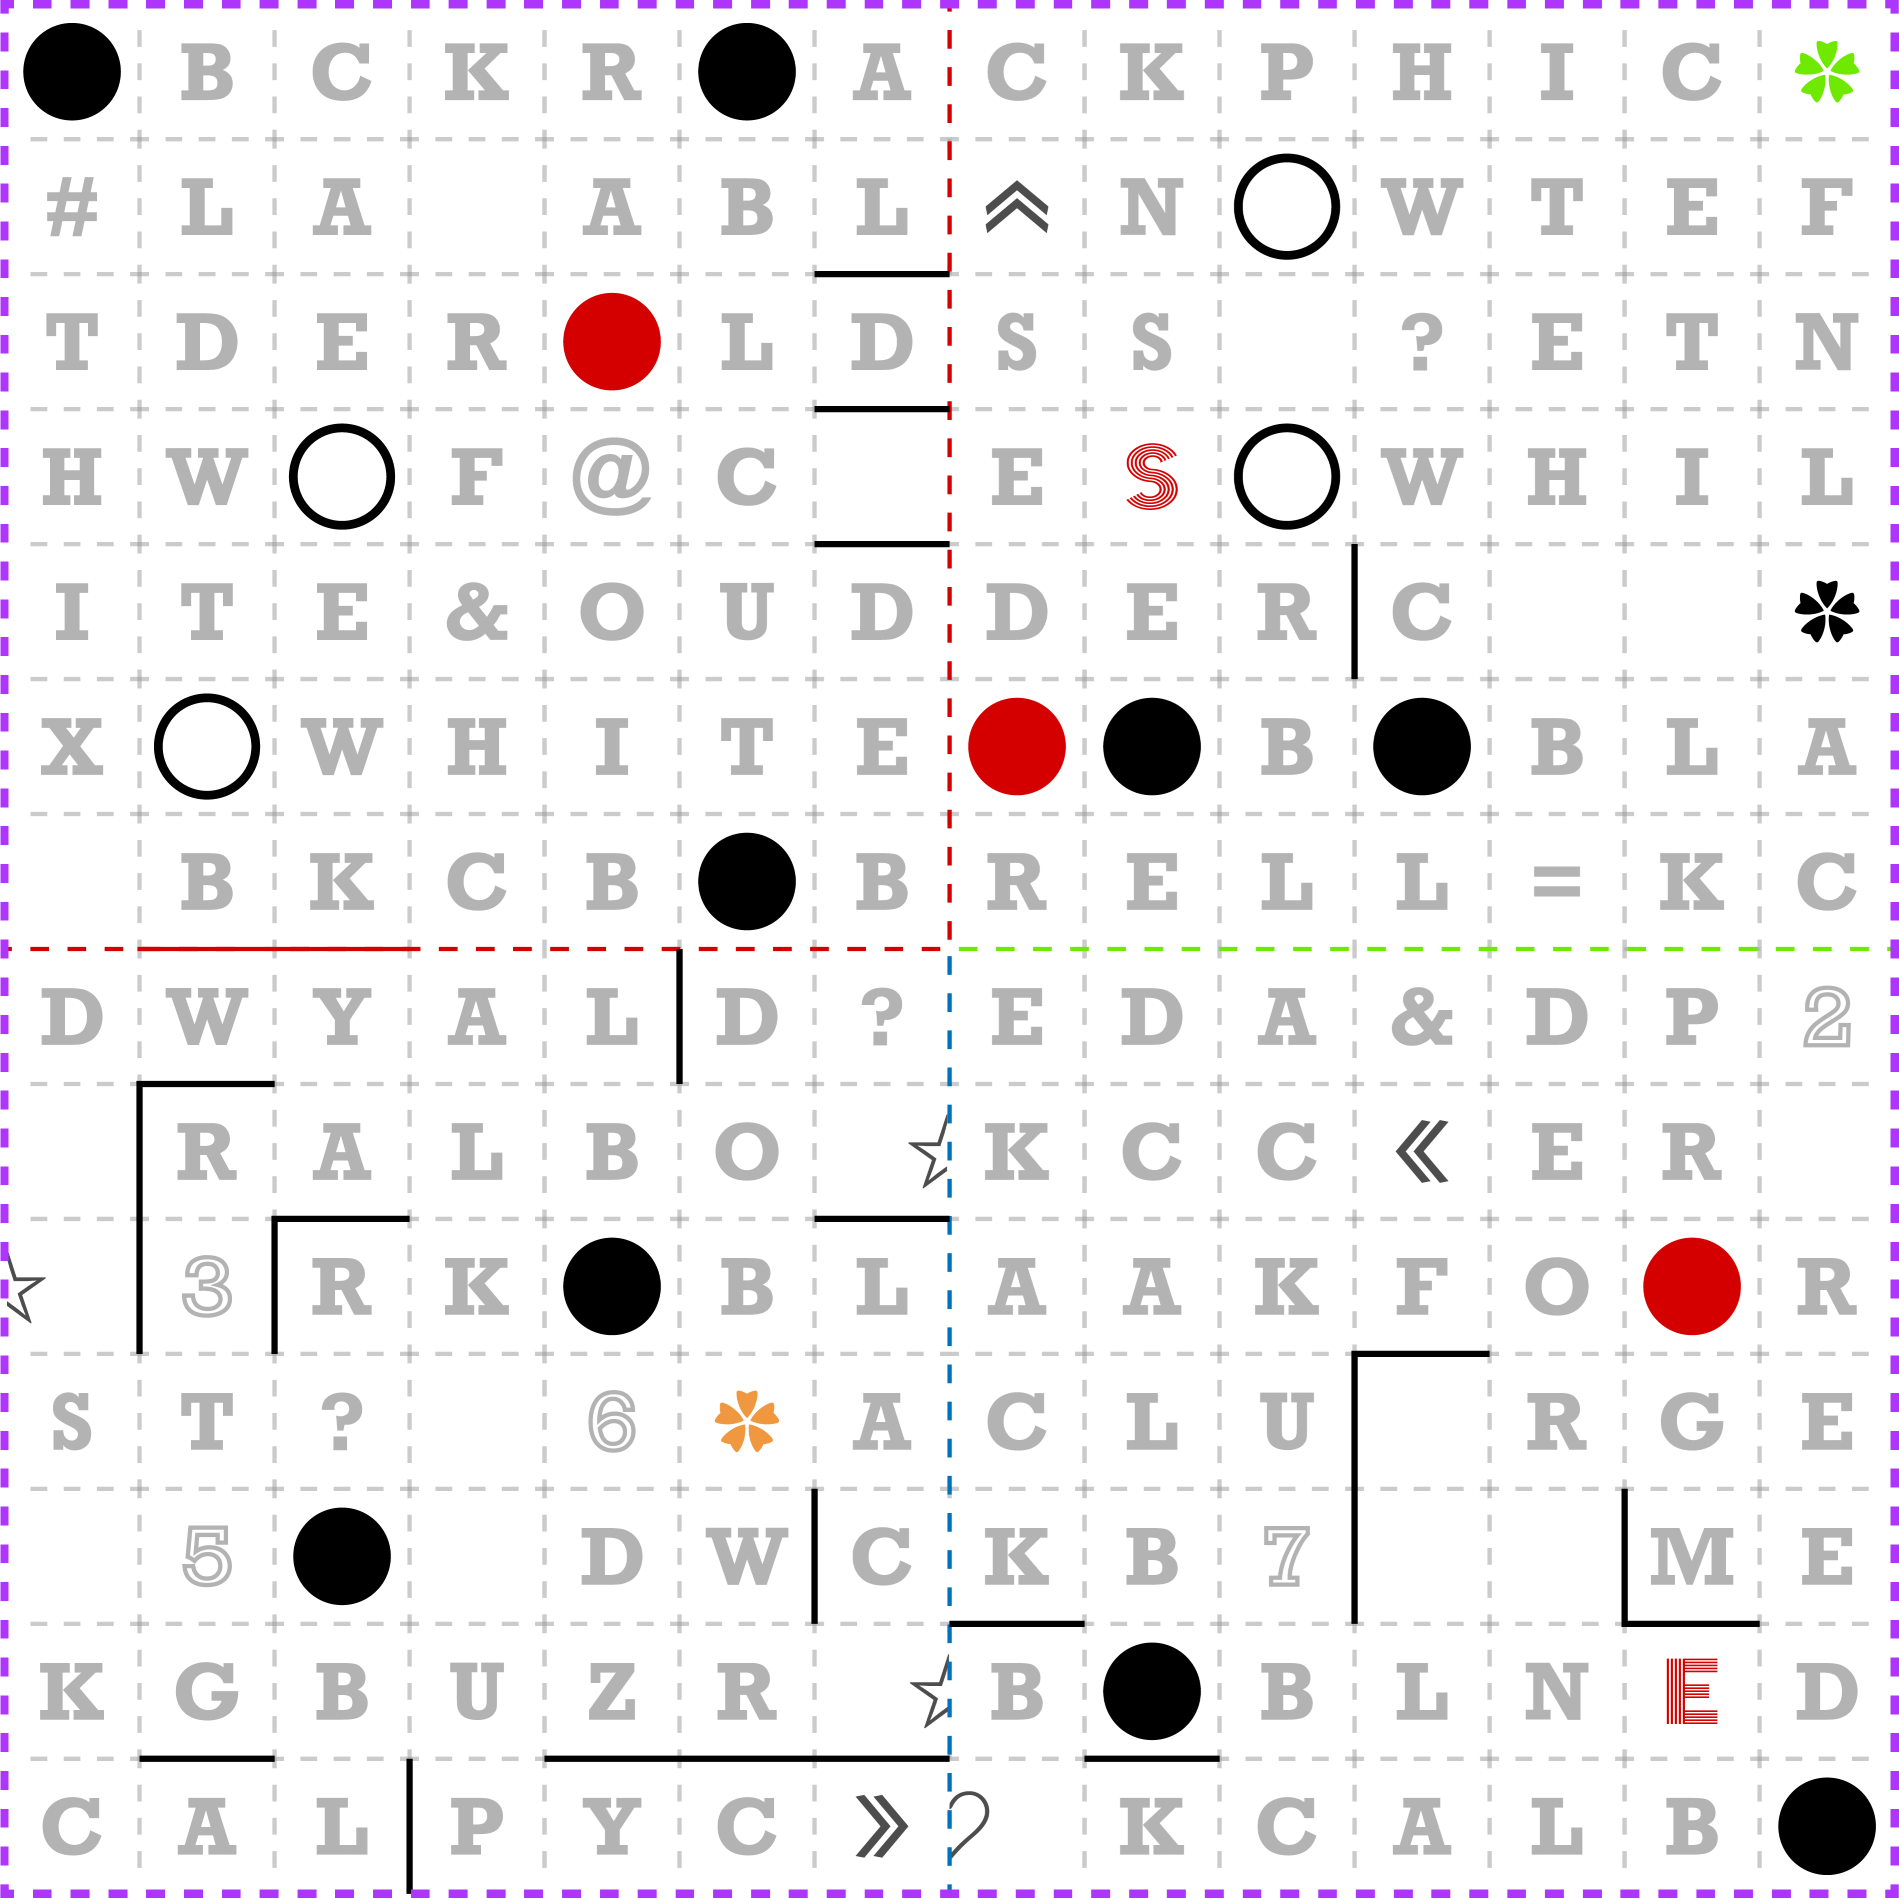 B C K R A C K P H I C
# L A A B L N W T E F
T D E R L D S S ? E T N
H W F @ C E S W H I L
I T E & O U D D E R C
X W H I T E B B L A
B K C B B R E L L = K C
D W Y A L D ? E D A & D P 2
R A L B O K C C E R
3 R K B L A A K F O R
S T ? 6 A C L U R G E
5 D W C K B 7 M E
K G B U Z R B B L N E D
C A L P Y C K C A L B